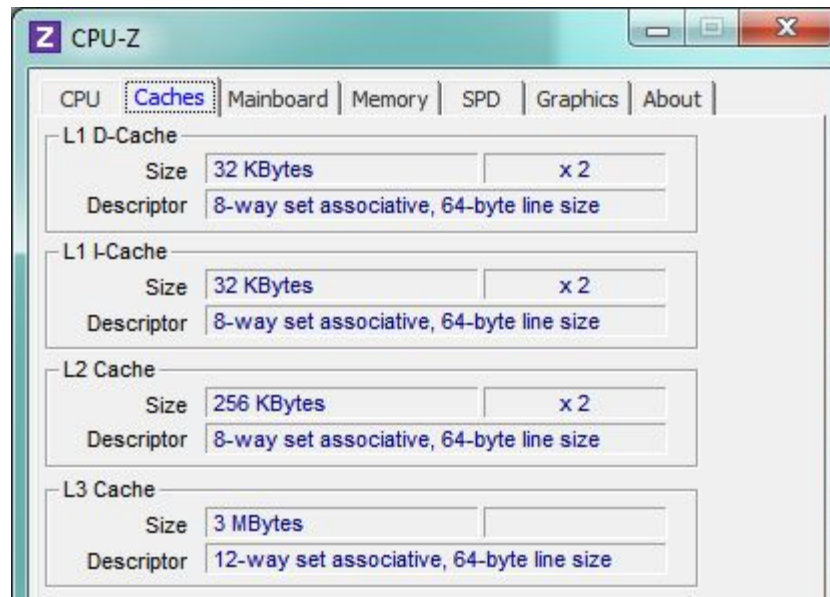 Z CPU-Z
CPU Caches Mainboard Memory SPD Graphics About
L1 D-Cache
Size 32 KBytes x 2
Descriptor 8-way set associative, 64-byte line size
L1 I-Cache
Size 32 KBytes x 2
Descriptor 8-way set associative, 64-byte line size
L2 Cache
Size 256 KBytes x 2
Descriptor 8-way set associative, 64-byte line size
L3 Cache
Size 3 MBytes
Descriptor 12-way set associative, 64-byte line size